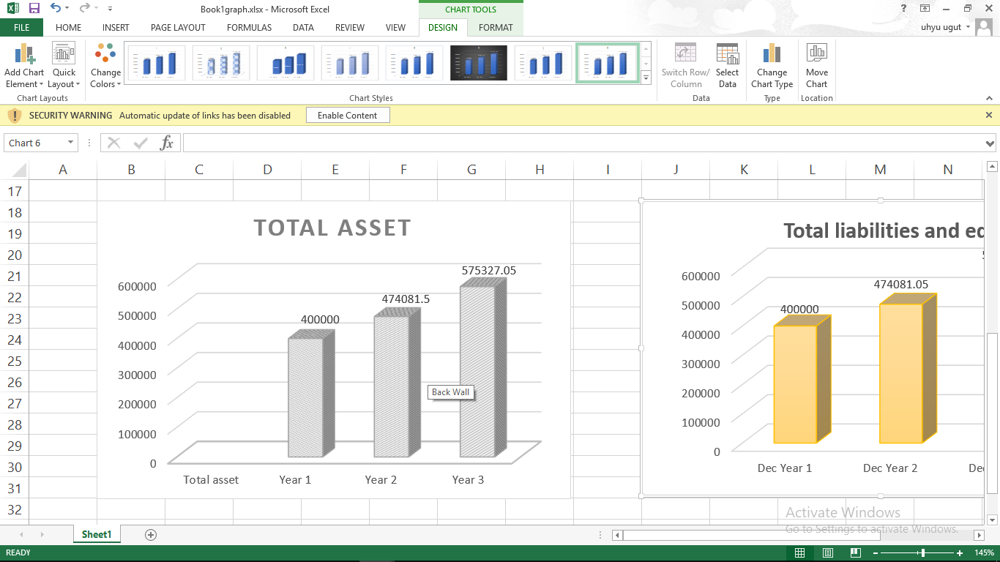 Book1graph.xlsx - Microsoft Excel
CHART TOOLS
?
FILE
HOME
INSERT
PAGE LAYOUT
FORMULAS
DATA
REVIEW
VIEW
DESIGN
FORMAT
uhyu ugut
Add Chart
Element
Quick
Layout
Change
Colors
Switch Row/
Column
Select
Data
Change
Chart Type
Move
Chart
Chart Layouts
Chart Styles
Data
Type
Location
SECURITY WARNING Automatic update of links has been disabled
Enable Content
Chart 6
fx
A B C D E F G H I J K L M N
17
18
19
20
21
22
23
24
25
26
27
28
29
30
31
32
TOTAL ASSET
600000
500000
400000
300000
200000
100000
0
400000
474081.5
575327.05
Back Wall
Total asset
Year 1
Year 2
Year 3
Total liabilities and
600000
500000
400000
300000
200000
100000
0
400000
474081.05
Dec Year 1
Dec Year 2
Activate Windows
Go to Settings to activate Windows.
Sheet1
READY
145%